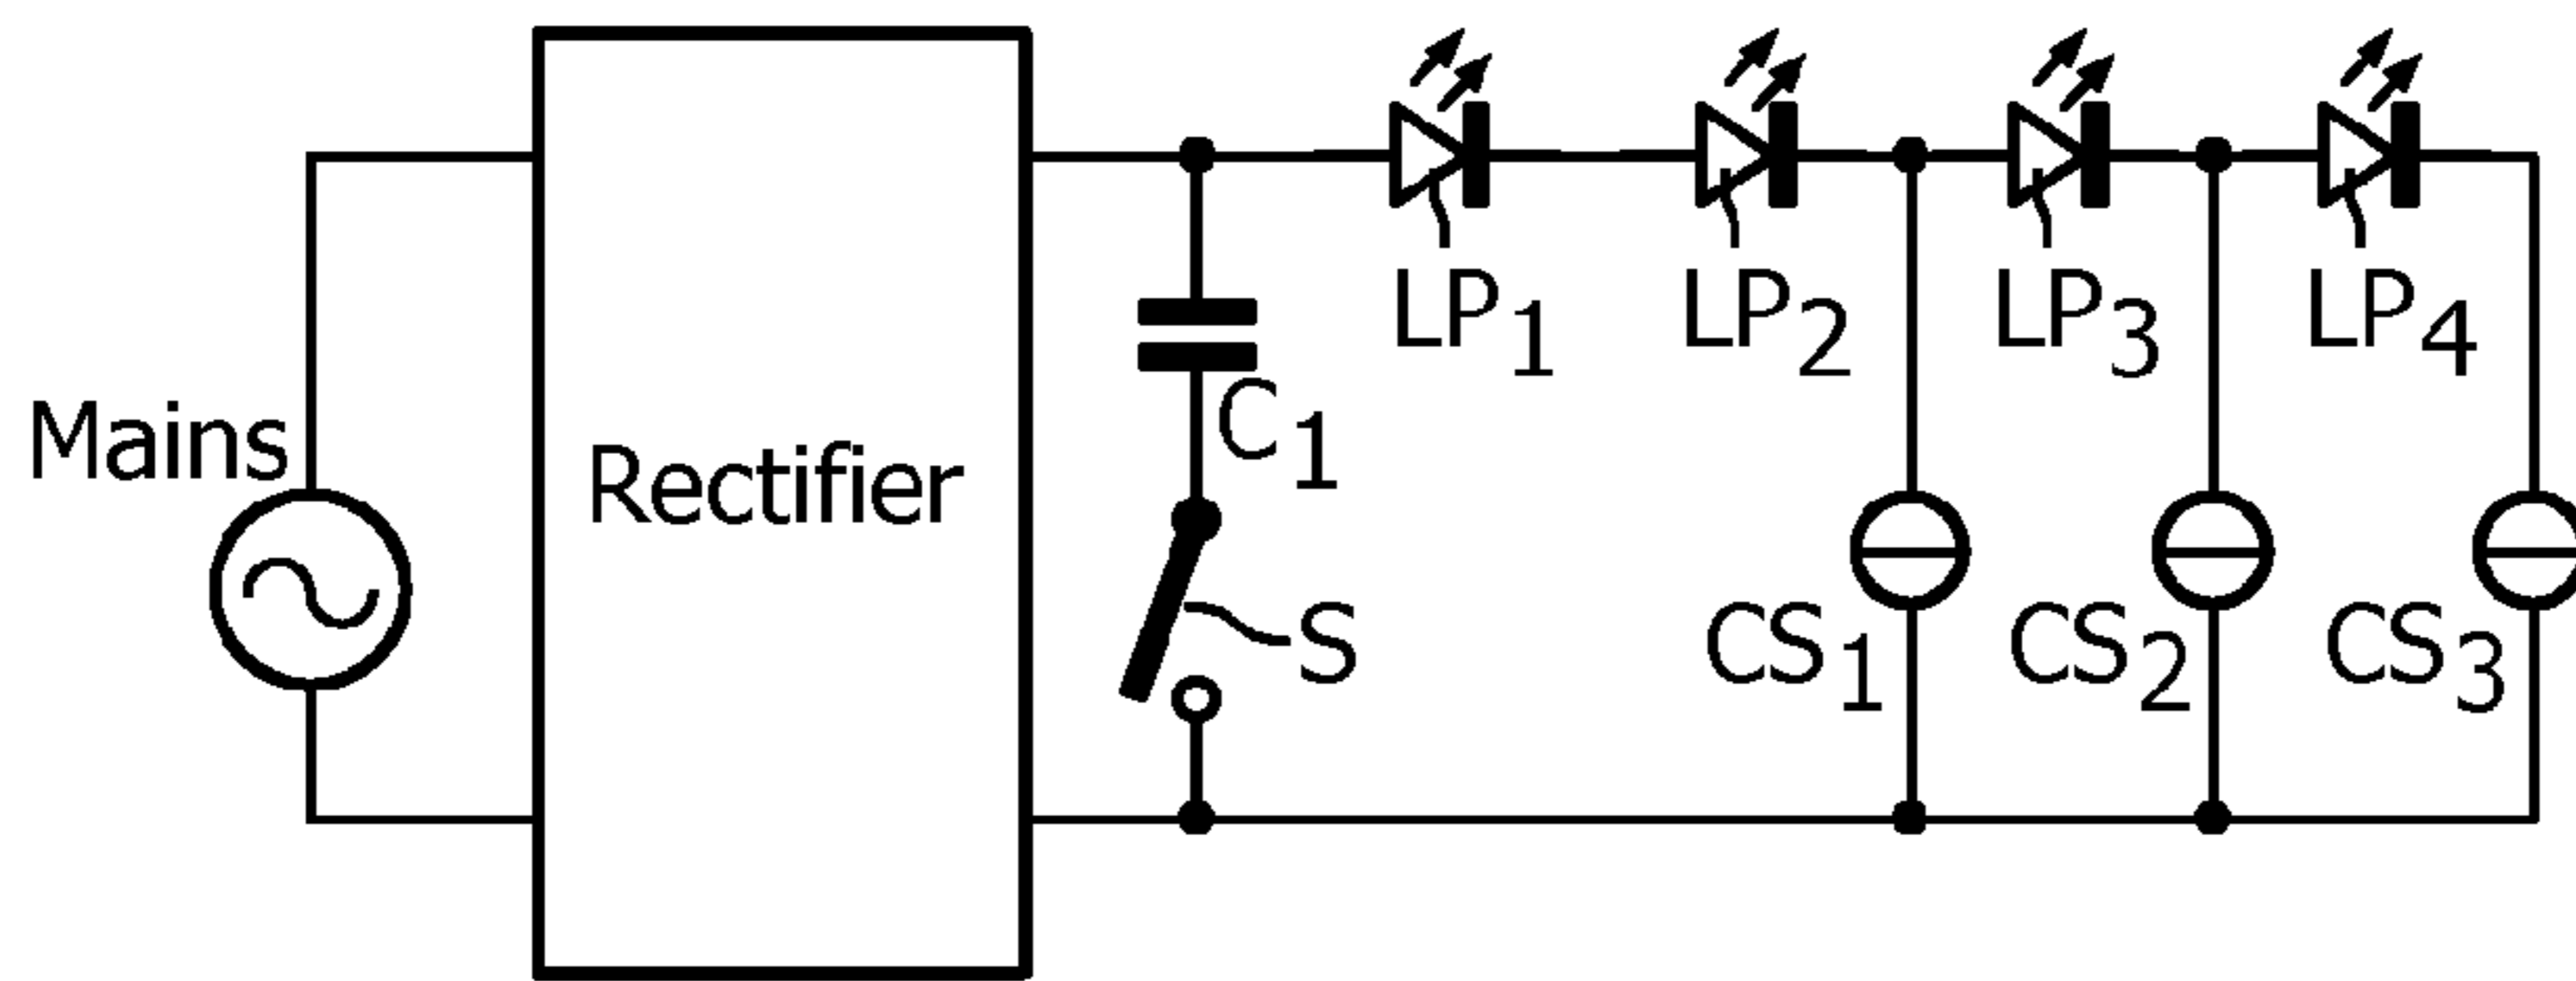 Mains
Rectifier
C1
S
LP1
LP2
LP3
LP4
CS1
CS2
CS3